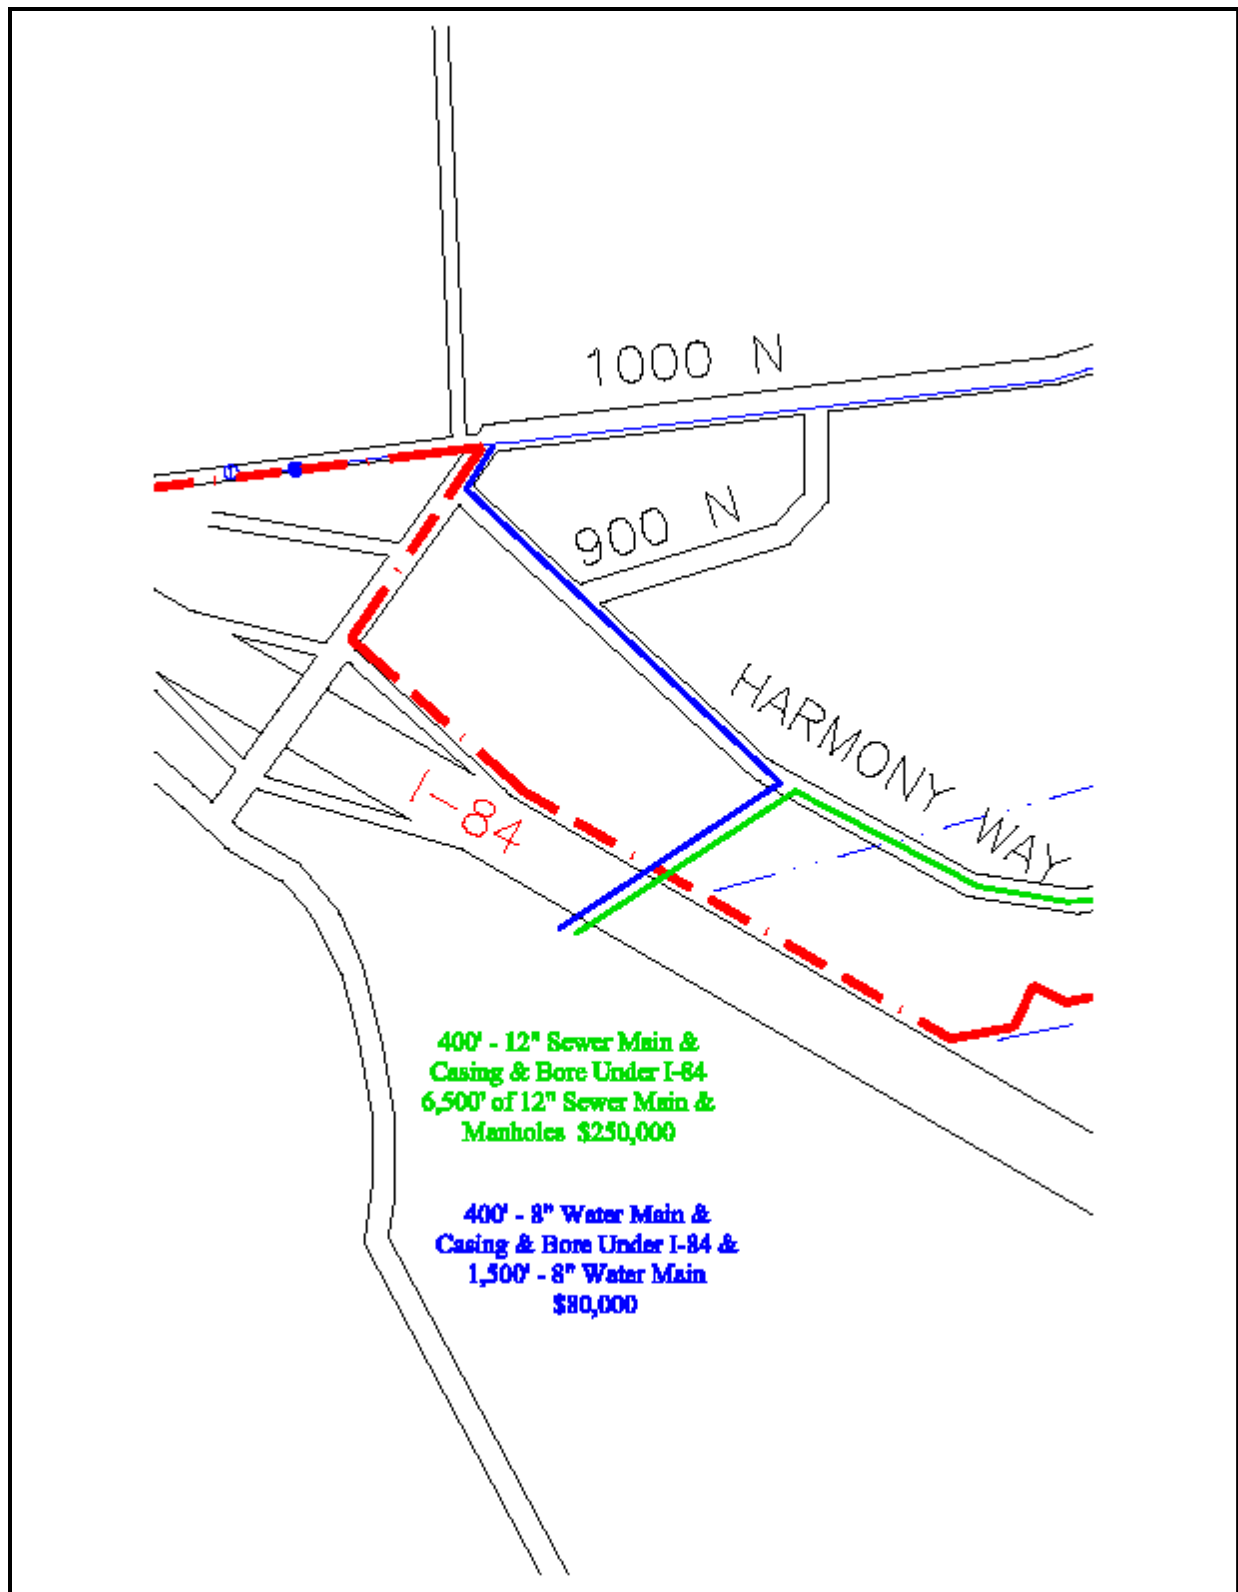 1000 N
900 N
HARMONY WAY
I-84
400' - 12" Sewer Main &
Casing & Bore Under I-84
6,500' of 12" Sewer Main &
Manholes $250,000
400' - 8" Water Main &
Casing & Bore Under I-84 &
1,500' - 8" Water Main
$80,000